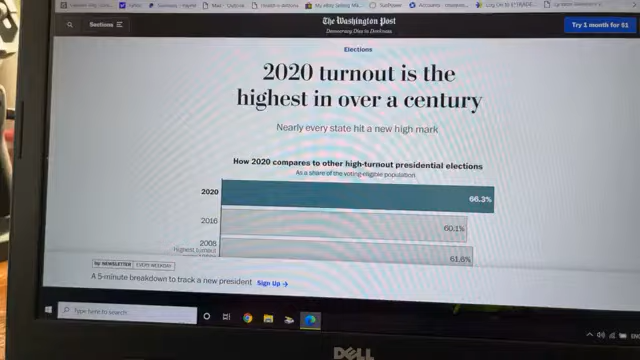 Sections
The Washington Post
Democracy Dies in Darkness
Try 1 month for $1
Elections
2020 turnout is the
highest in over a century
Nearly every state hit a new high mark
How 2020 compares to other high-turnout presidential elections
As a share of the voting-eligible population
2020
66.3%
2016
60.1%
2008
61.6%
NEWSLETTER EVERY WEEKDAY
A 5-minute breakdown to track a new president Sign Up →
Type here to search
DELL